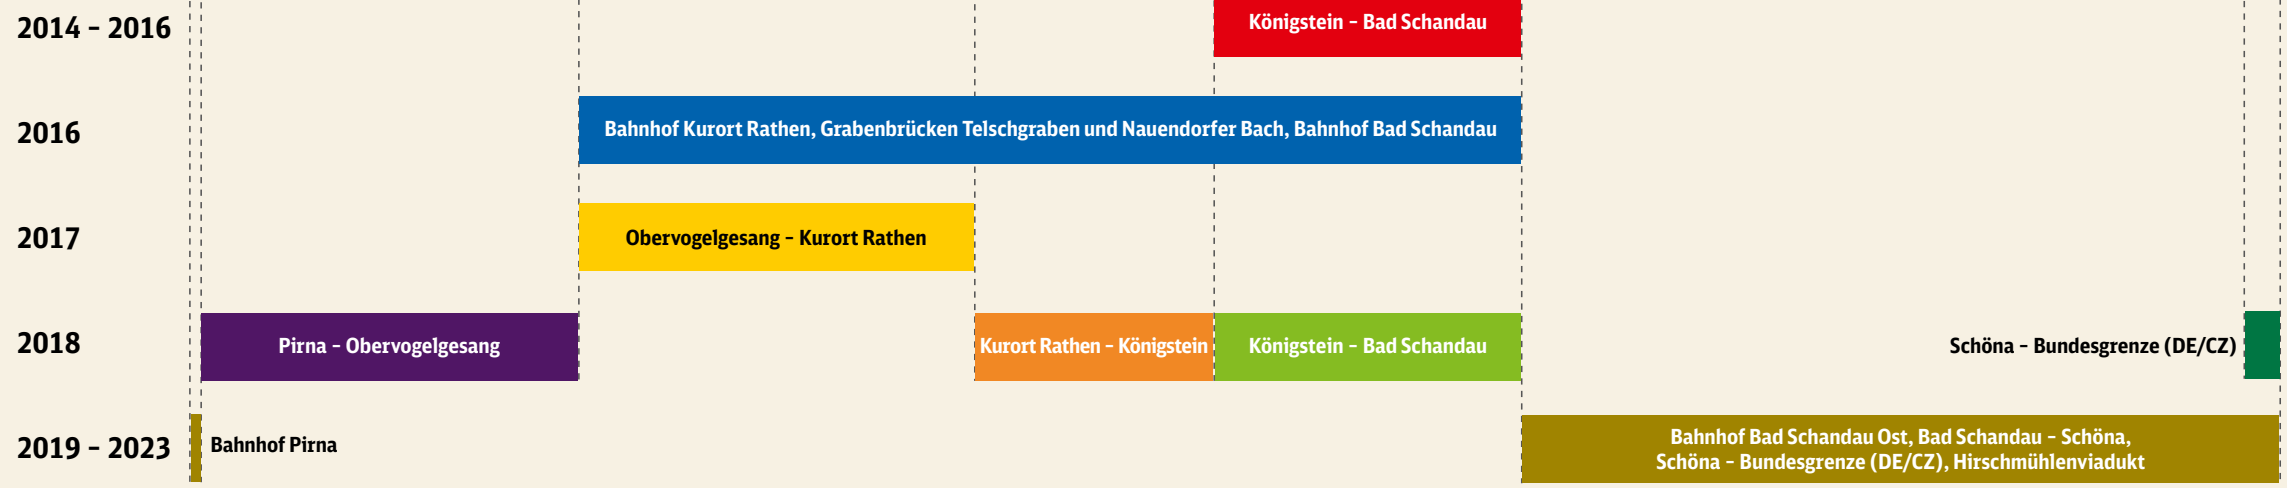 2014 – 2016
Königstein – Bad Schandau
2016
Bahnhof Kurort Rathen, Grabenbrücken Telschgraben und Nauendorfer Bach, Bahnhof Bad Schandau
2017
Obervogelgesang – Kurort Rathen
2018
Pirna – Obervogelgesang
Kurort Rathen – Königstein
Königstein – Bad Schandau
Schöna – Bundesgrenze (DE/CZ)
2019 – 2023
Bahnhof Pirna
Bahnhof Bad Schandau Ost, Bad Schandau – Schöna,
Schöna – Bundesgrenze (DE/CZ), Hirschmühlenviadukt